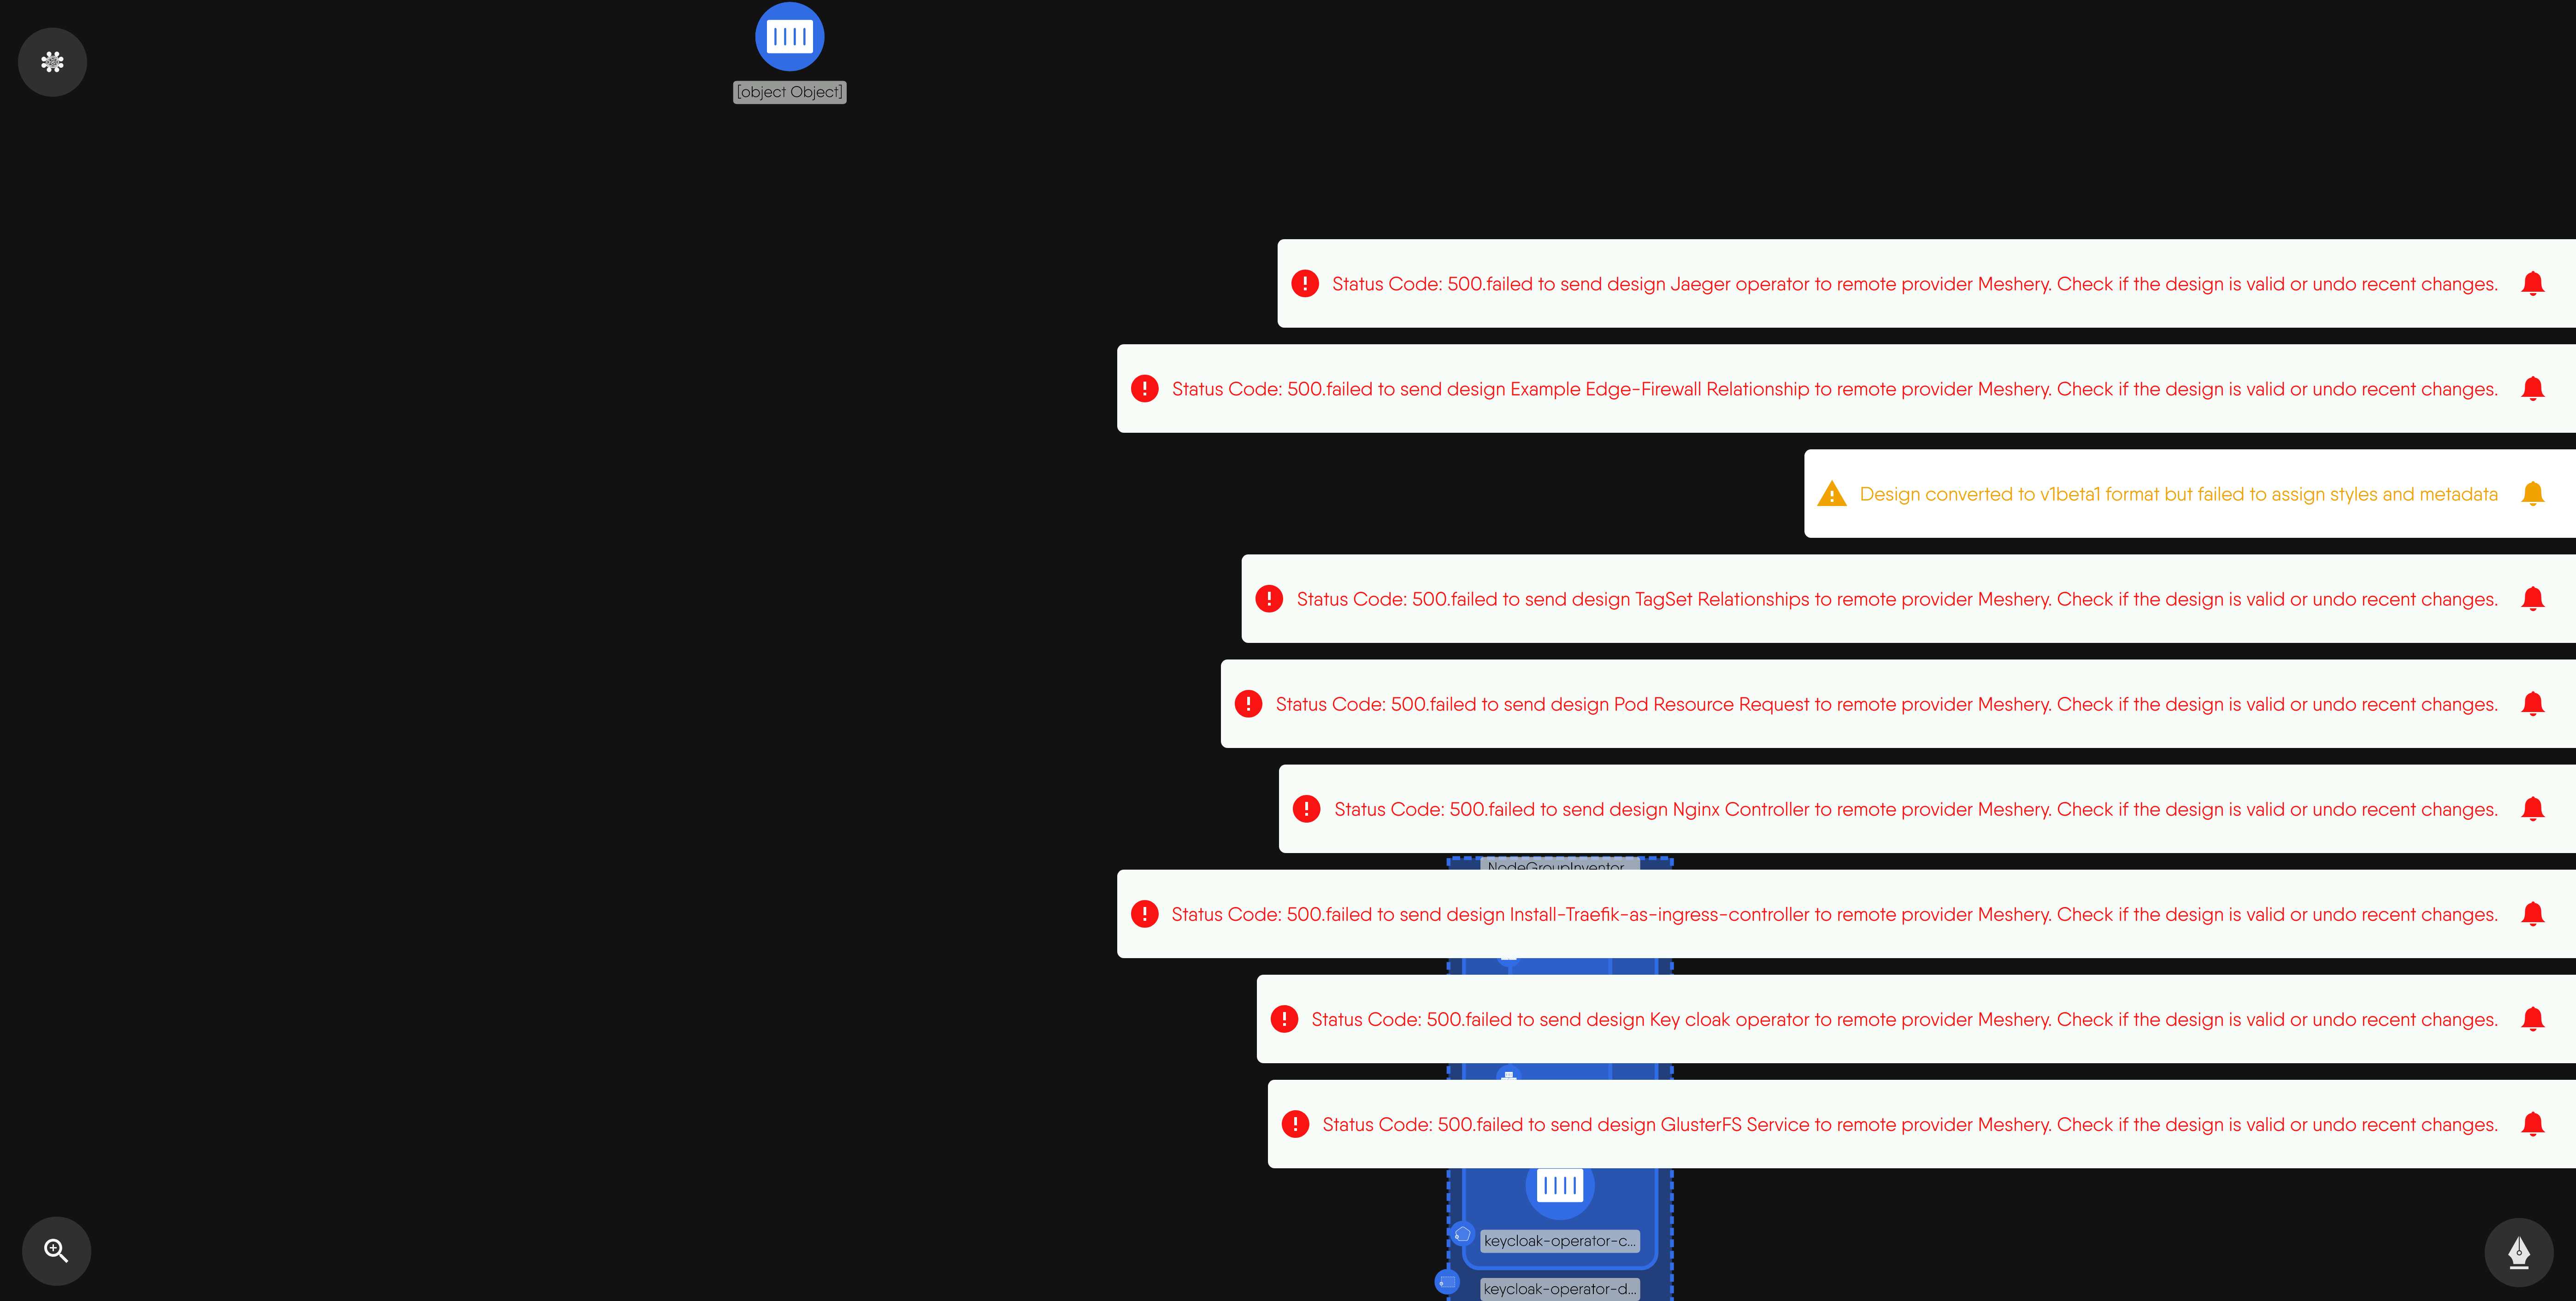 [object Object]
Status Code: 500.failed to send design Jaeger operator to remote provider Meshery. Check if the design is valid or undo recent changes.
Status Code: 500.failed to send design Example Edge-Firewall Relationship to remote provider Meshery. Check if the design is valid or undo recent changes.
Design converted to v1beta1 format but failed to assign styles and metadata
Status Code: 500.failed to send design TagSet Relationships to remote provider Meshery. Check if the design is valid or undo recent changes.
Status Code: 500.failed to send design Pod Resource Request to remote provider Meshery. Check if the design is valid or undo recent changes.
Status Code: 500.failed to send design Nginx Controller to remote provider Meshery. Check if the design is valid or undo recent changes.
NodeGroupInventor...
Status Code: 500.failed to send design Install-Traefik-as-ingress-controller to remote provider Meshery. Check if the design is valid or undo recent changes.
Status Code: 500.failed to send design Key cloak operator to remote provider Meshery. Check if the design is valid or undo recent changes.
Status Code: 500.failed to send design GlusterFS Service to remote provider Meshery. Check if the design is valid or undo recent changes.
keycloak-operator-c...
keycloak-operator-d...